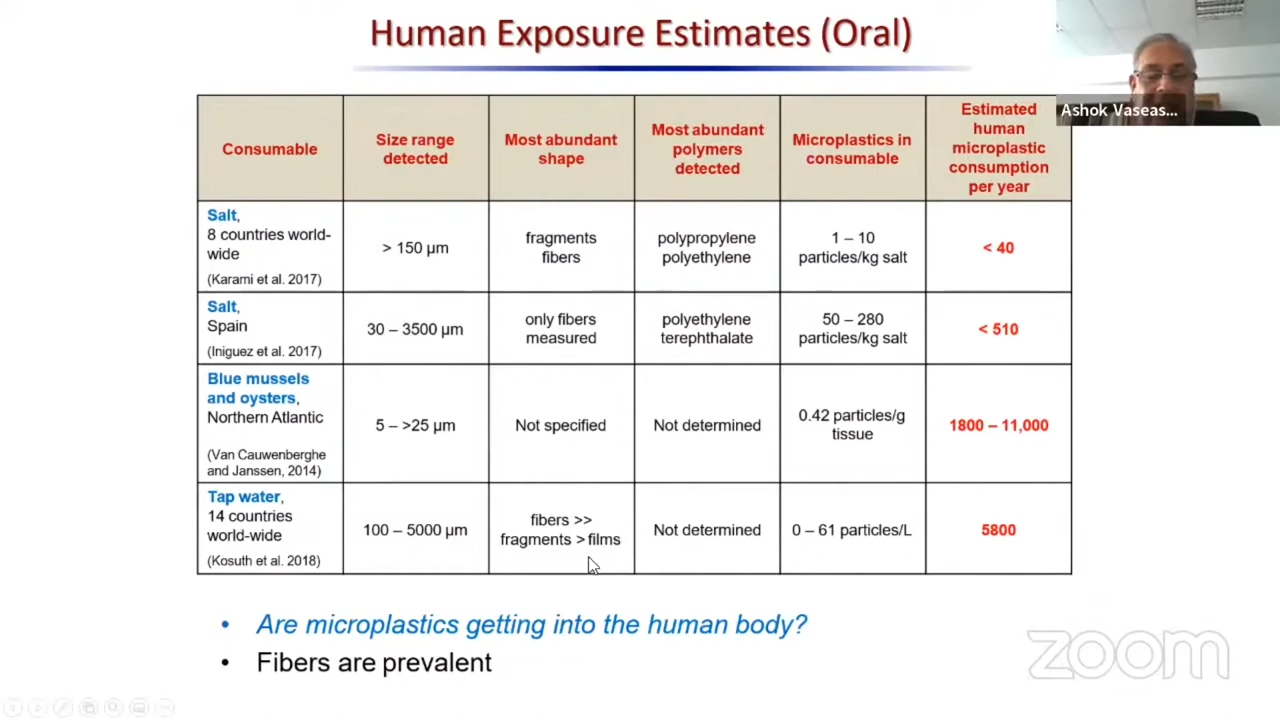 Human Exposure Estimates (Oral)
Ashok Vaseas...
Consumable
Size range
detected
Most abundant
shape
Most abundant
polymers
detected
Microplastics in
consumable
Estimated
human
microplastic
consumption
per year
Salt,
8 countries world-
wide
(Karami et al. 2017)
> 150 µm
fragments
fibers
polypropylene
polyethylene
1 – 10
particles/kg salt
< 40
Salt,
Spain
(Iniguez et al. 2017)
30 – 3500 µm
only fibers
measured
polyethylene
terephthalate
50 – 280
particles/kg salt
< 510
Blue mussels
and oysters,
Northern Atlantic
(Van Cauwenberghe
and Janssen, 2014)
5 – >25 µm
Not specified
Not determined
0.42 particles/g
tissue
1800 – 11,000
Tap water,
14 countries
world-wide
(Kosuth et al. 2018)
100 – 5000 µm
fibers >>
fragments > films
Not determined
0 – 61 particles/L
5800
• Are microplastics getting into the human body?
• Fibers are prevalent
zoom